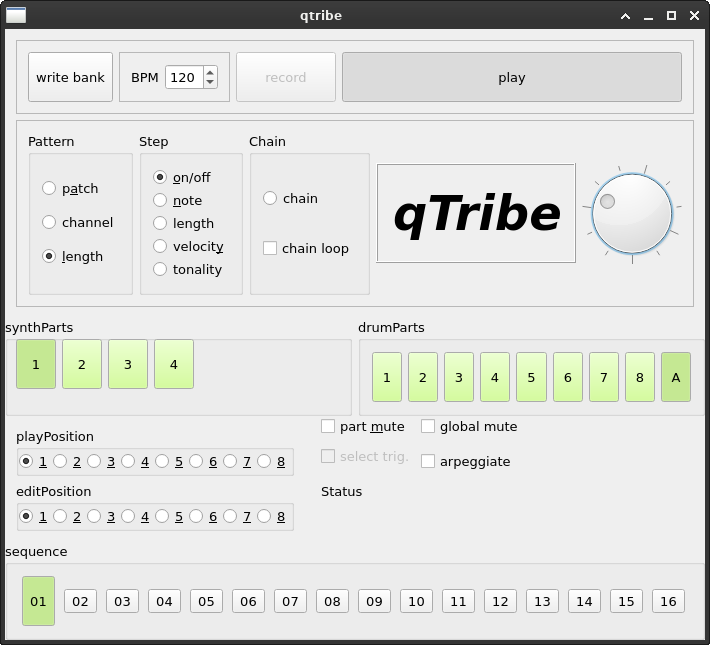 qtribe
write bank BPM 120 record play
Pattern Step Chain
patch
channel
length
on/off
note
length
velocity
tonality
chain
chain loop
qTribe
synthParts
1 2 3 4
drumParts
1 2 3 4 5 6 7 8 A
part mute global mute
select trig. arpeggiate
playPosition
1 2 3 4 5 6 7 8
editPosition
1 2 3 4 5 6 7 8
Status
sequence
01 02 03 04 05 06 07 08 09 10 11 12 13 14 15 16